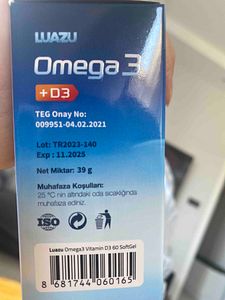 LUAZU
Omega 3
+D3
TEG Onay No:
009951-04.02.2021
Lot: TR2023-140
Exp : 11.2025
Net Miktar: 39 g
Muhafaza Koşulları:
25 ºC nin altındaki oda sıcaklığında
muhafaza ediniz.
ISO
Luazu Omega3 Vitamin D3 60 SoftGel
8 681744 060165